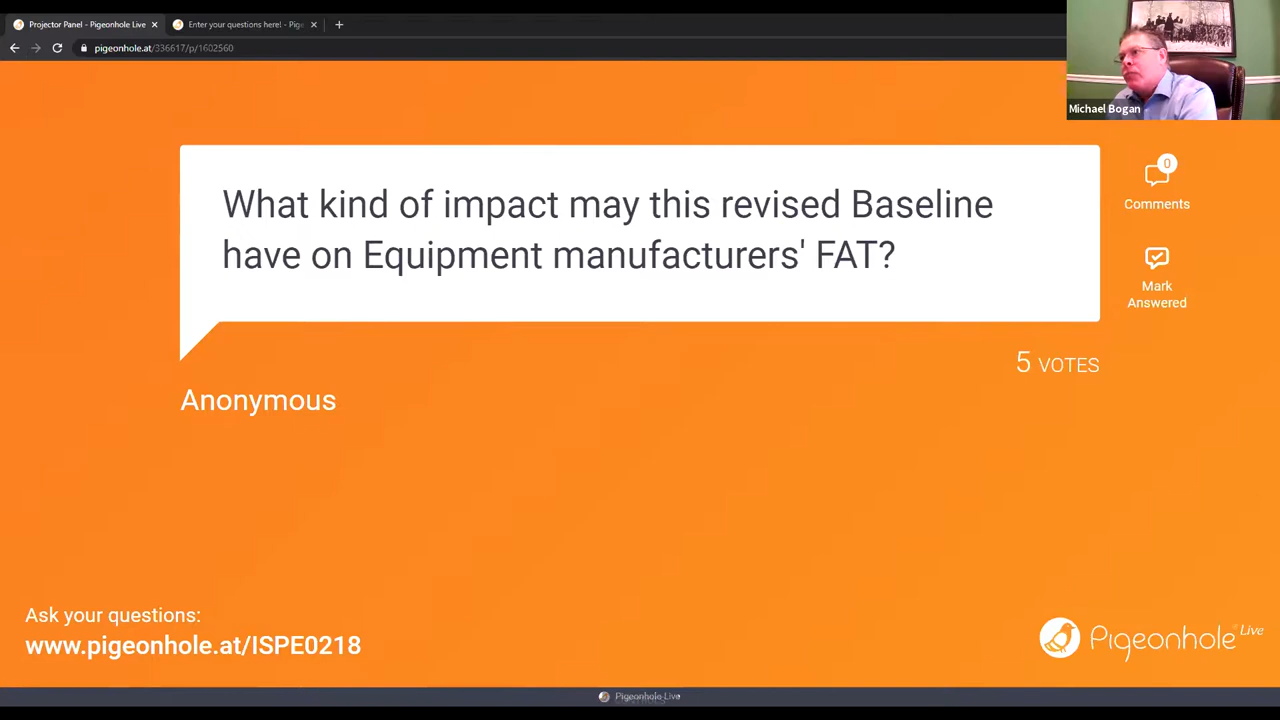 Projector Panel - Pigeonhole Live
Enter your questions here! - Pige
pigeonhole.at/336617/p/1602560
Michael Bogan
What kind of impact may this revised Baseline
have on Equipment manufacturers' FAT?
0
Comments
Mark
Answered
5 VOTES
Anonymous
Ask your questions:
www.pigeonhole.at/ISPE0218
Pigeonhole Live
Pigeonhole Live